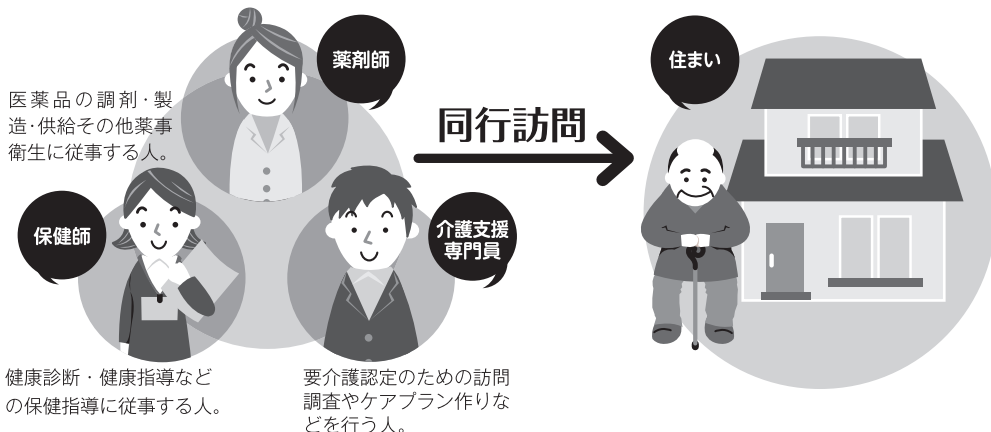 薬剤師
医薬品の調剤・製
造・供給その他薬事
衛生に従事する人。
保健師
健康診断・健康指導など
の保健指導に従事する人。
介護支援
専門員
要介護認定のための訪問
調査やケアプラン作りな
どを行う人。
同行訪問
住まい